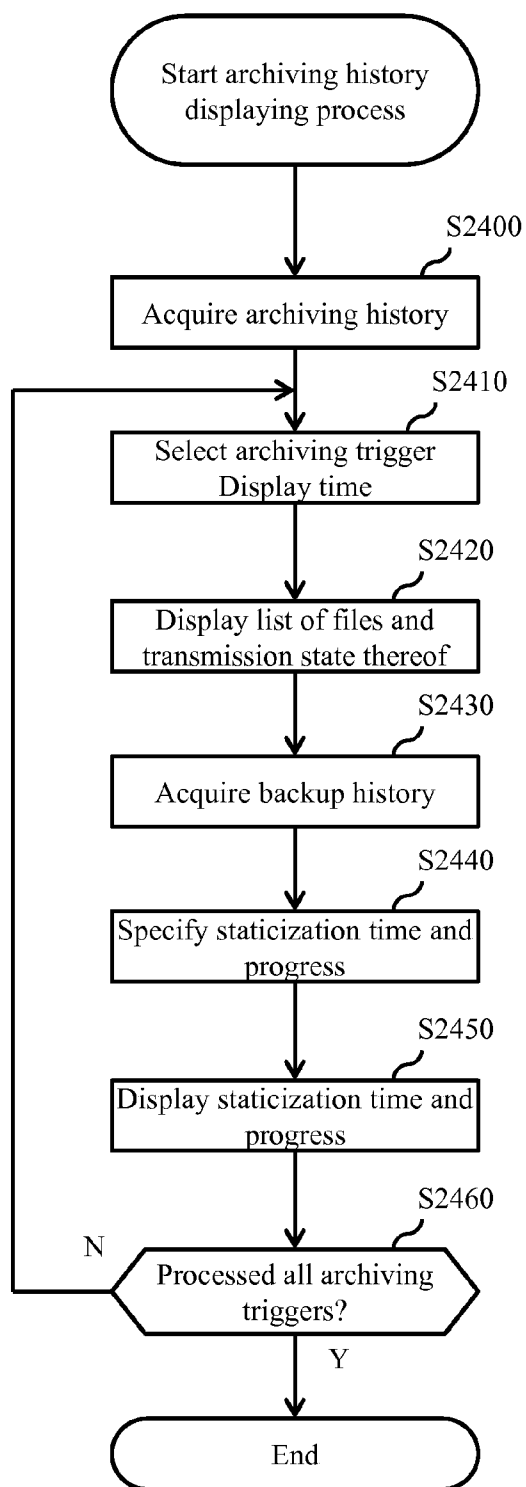 Start archiving history
displaying process
S2400
Acquire archiving history
S2410
Select archiving trigger
Display time
S2420
Display list of files and
transmission state thereof
S2430
Acquire backup history
S2440
Specify staticization time and
progress
S2450
Display staticization time and
progress
S2460
N
Processed all archiving
triggers?
Y
End